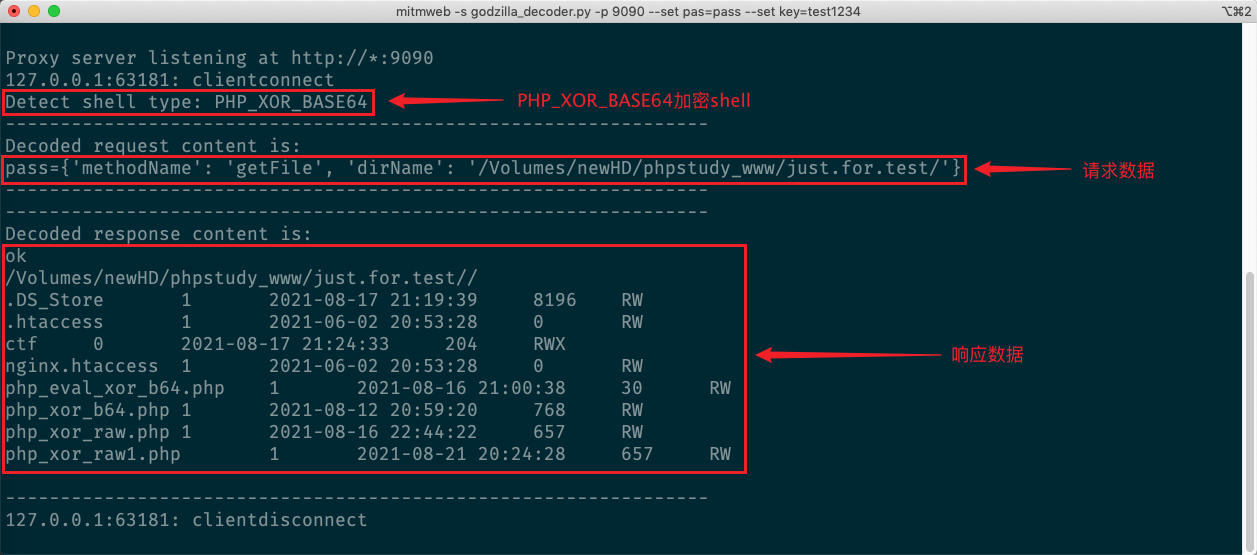 mitmweb -s godzilla_decoder.py -p 9090 --set pas=pass --set key=test1234
⌥⌘2
Proxy server listening at http://*:9090
127.0.0.1:63181: clientconnect
Detect shell type: PHP_XOR_BASE64
PHP_XOR_BASE64加密shell
----------------------------------------------------------------
Decoded request content is:
pass={'methodName': 'getFile', 'dirName': '/Volumes/newHD/phpstudy_www/just.for.test/'}
请求数据
----------------------------------------------------------------
----------------------------------------------------------------
Decoded response content is:
ok
/Volumes/newHD/phpstudy_www/just.for.test//
.DS_Store 1 2021-08-17 21:19:39 8196 RW
.htaccess 1 2021-06-02 20:53:28 0 RW
ctf 0 2021-08-17 21:24:33 204 RWX
响应数据
nginx.htaccess 1 2021-06-02 20:53:28 0 RW
php_eval_xor_b64.php 1 2021-08-16 21:00:38 30 RW
php_xor_b64.php 1 2021-08-12 20:59:20 768 RW
php_xor_raw.php 1 2021-08-16 22:44:22 657 RW
php_xor_raw1.php 1 2021-08-21 20:24:28 657 RW
----------------------------------------------------------------
127.0.0.1:63181: clientdisconnect